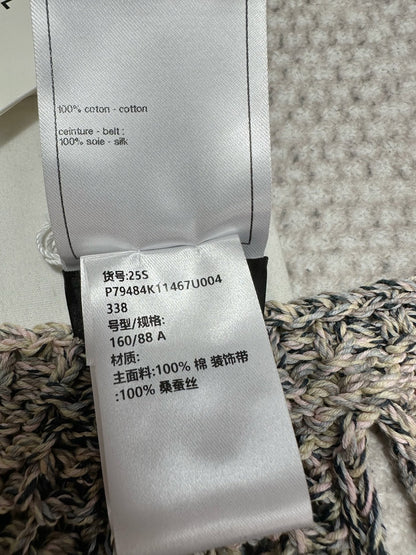 100% coton - cotton
ceinture - belt ;
100% soie - silk
货号:25S
P79484K11467U004
338
号型/规格:
160/88 A
材质:
主面料:100% 棉 装饰带
:100% 桑蚕丝